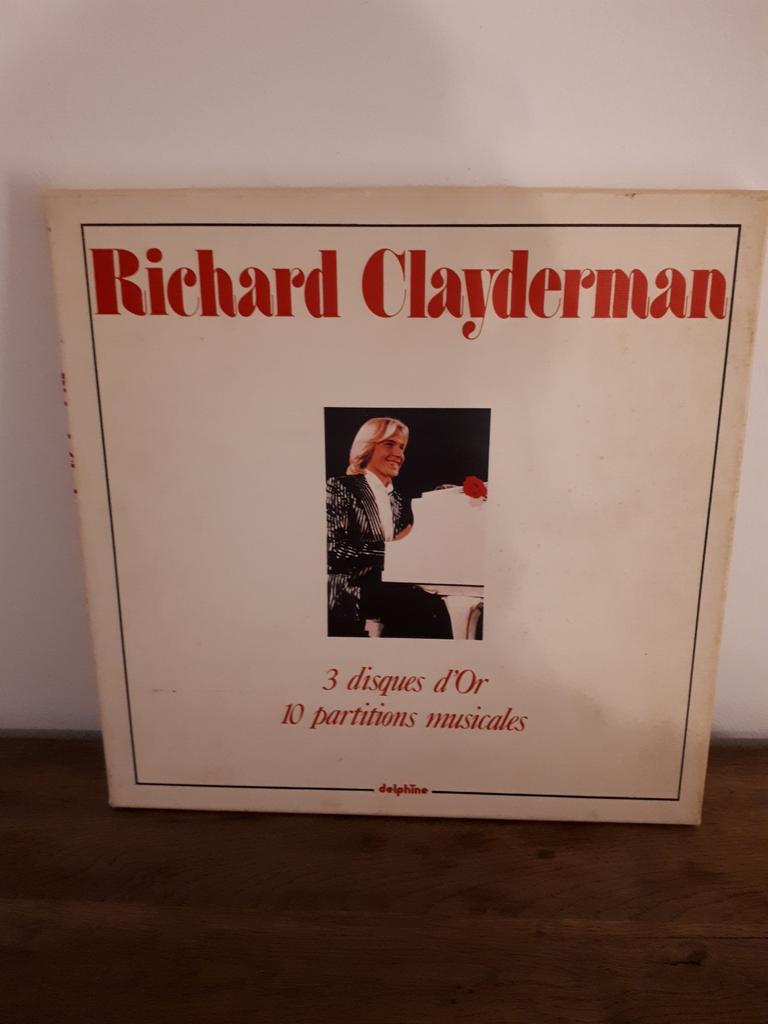 Richard Clayderman
3 disques d'Or
10 partitions musicales
delphine